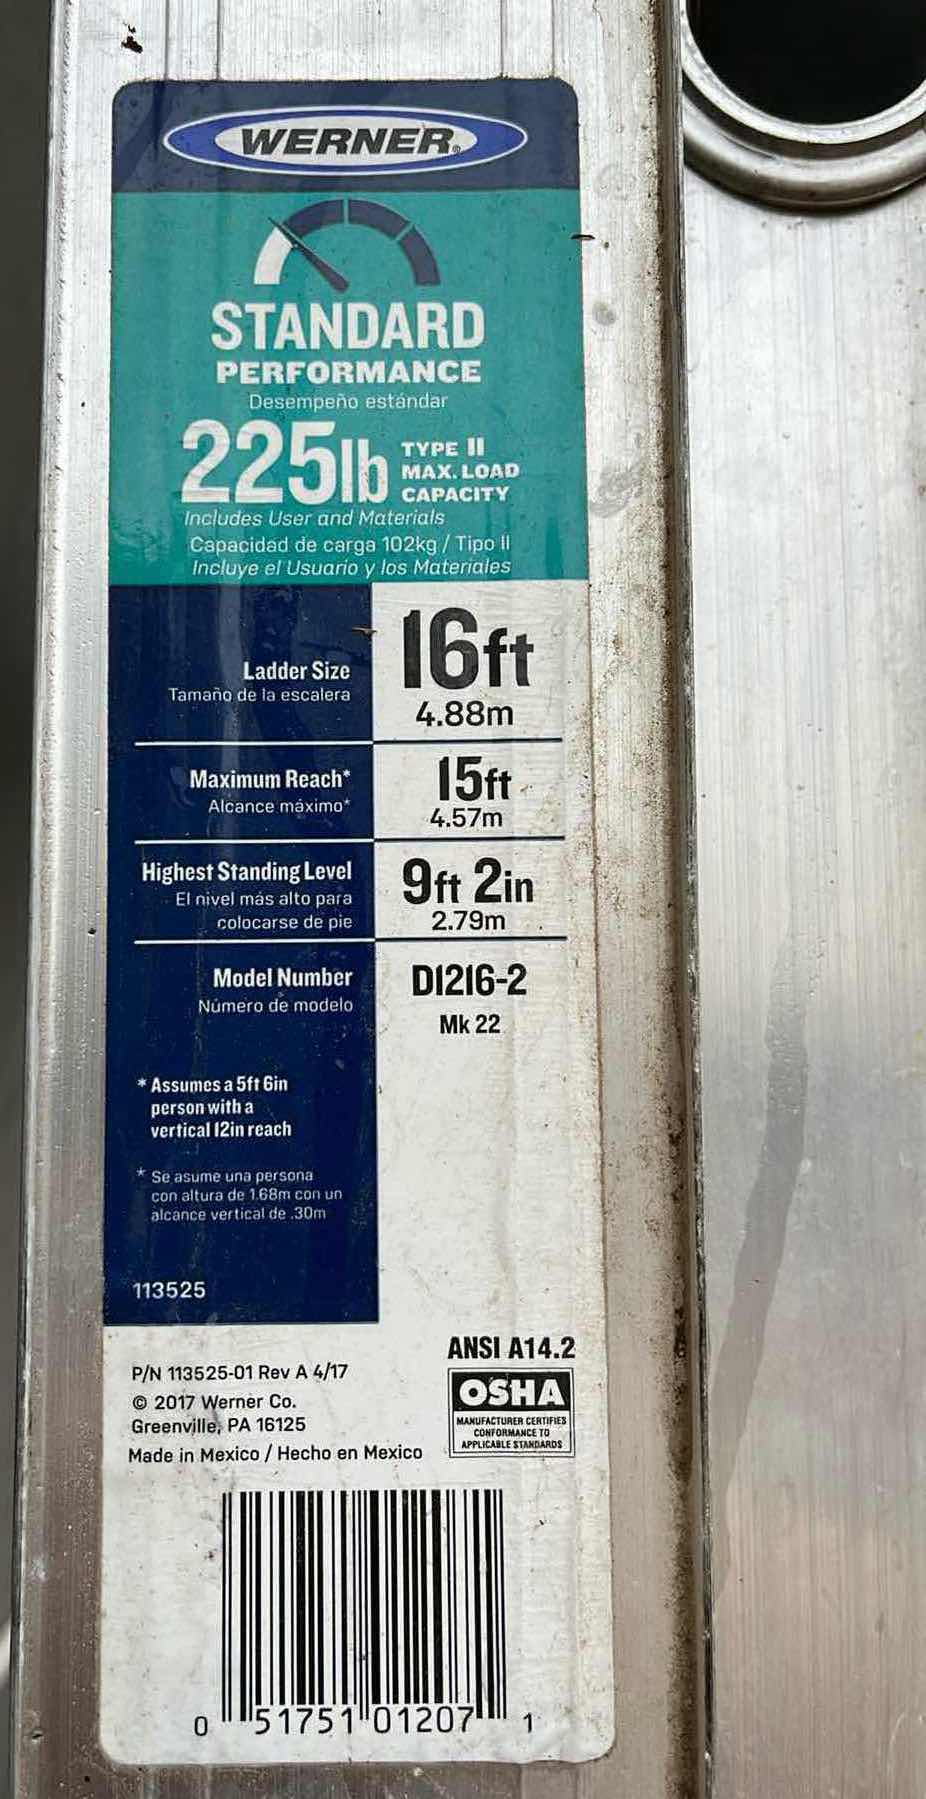 WERNER®
STANDARD
PERFORMANCE
Desempeño estándar
225lb TYPE II
MAX. LOAD
CAPACITY
Includes User and Materials
Capacidad de carga 102kg / Tipo II
Incluye el Usuario y los Materiales
Ladder Size
Tamaño de la escalera
16ft
4.88m
Maximum Reach*
Alcance máximo*
15ft
4.57m
Highest Standing Level
El nivel más alto para
colocarse de pie
9ft 2in
2.79m
Model Number
Número de modelo
D1216-2
Mk 22
* Assumes a 5ft 6in
person with a
vertical 12in reach
* Se asume una persona
con altura de 1.68m con un
alcance vertical de .30m
113525
P/N 113525-01 Rev A 4/17
© 2017 Werner Co.
Greenville, PA 16125
Made in Mexico / Hecho en Mexico
ANSI A14.2
OSHA
MANUFACTURER CERTIFIES
CONFORMANCE TO
APPLICABLE STANDARDS
0 51751 01207 1